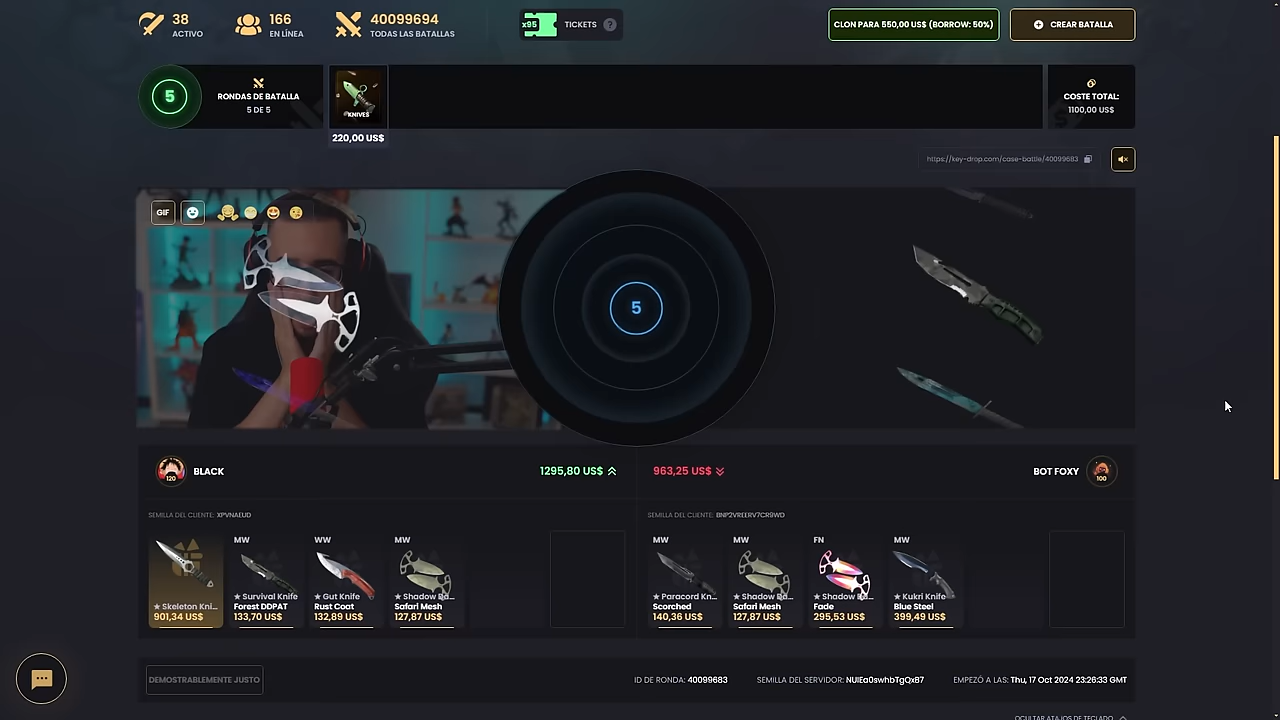 38
ACTIVO
166
EN LÍNEA
40099694
TODAS LAS BATALLAS
x95
TICKETS
?
CLON PARA 550,00 US$ (BORROW: 50%)
CREAR BATALLA
5
RONDAS DE BATALLA
5 DE 5
KNIVES
220,00 US$
COSTE TOTAL:
1100,00 US$
https://key-drop.com/case-battle/40099683
GIF
5
120
BLACK
1295,80 US$
963,25 US$
BOT FOXY
100
SEMILLA DEL CLIENTE: XPVNAEUD
SEMILLA DEL CLIENTE: BNP2VREERV7CR9WD
★ Skeleton Kni...
901,34 US$
MW
★ Survival Knife
Forest DDPAT
133,70 US$
WW
★ Gut Knife
Rust Coat
132,89 US$
MW
★ Shadow Da...
Safari Mesh
127,87 US$
MW
★ Paracord Kn...
Scorched
140,36 US$
MW
★ Shadow Da...
Safari Mesh
127,87 US$
FN
★ Shadow Da...
Fade
295,53 US$
MW
★ Kukri Knife
Blue Steel
399,49 US$
DEMOSTRABLEMENTE JUSTO
ID DE RONDA: 40099683
SEMILLA DEL SERVIDOR: NUIEa0swhbTgQxB7
EMPEZÓ A LAS: Thu, 17 Oct 2024 23:26:33 GMT
OCULTAR ATAJOS DE TECLADO